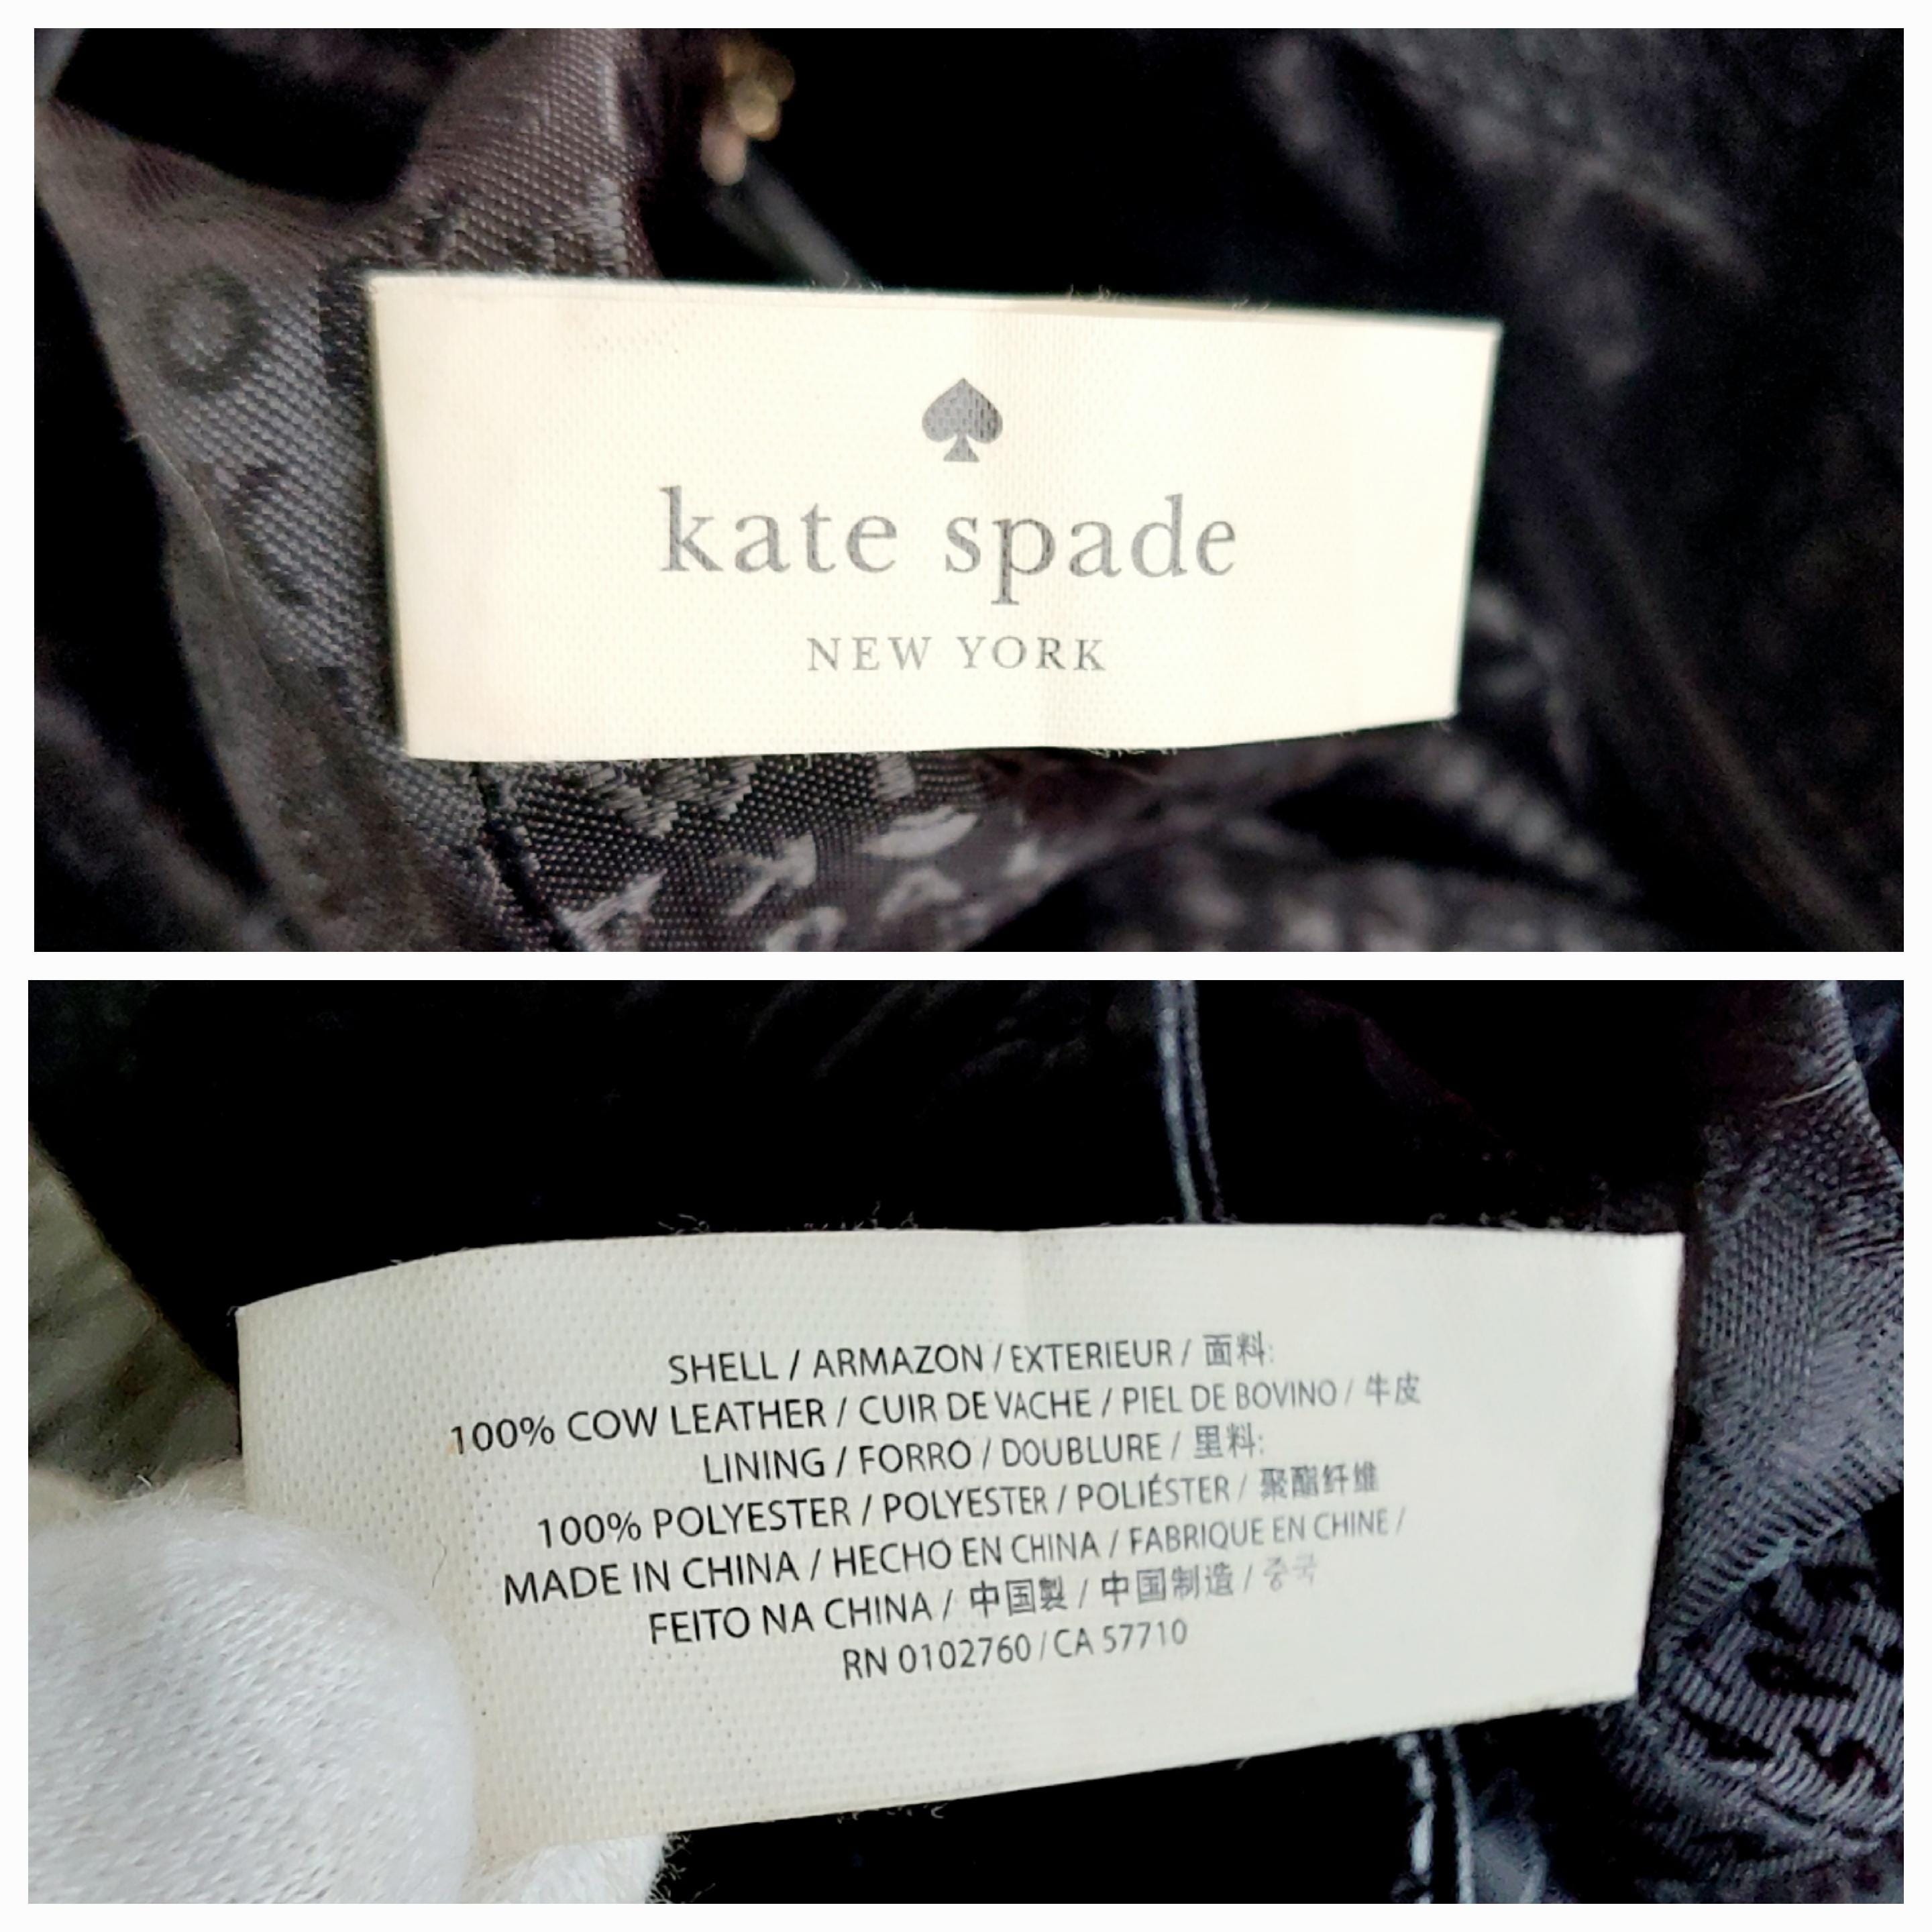 kate spade
NEW YORK
SHELL / ARMAZON / EXTERIEUR / 面料:
100% COW LEATHER / CUIR DE VACHE / PIEL DE BOVINO / 牛皮
LINING / FORRO / DOUBLURE / 里料:
100% POLYESTER / POLYESTER / POLIÉSTER / 聚酯纤维
MADE IN CHINA / HECHO EN CHINA / FABRIQUE EN CHINE /
FEITO NA CHINA / 中国製 / 中国制造 / 중국
RN 0102760 / CA 57710